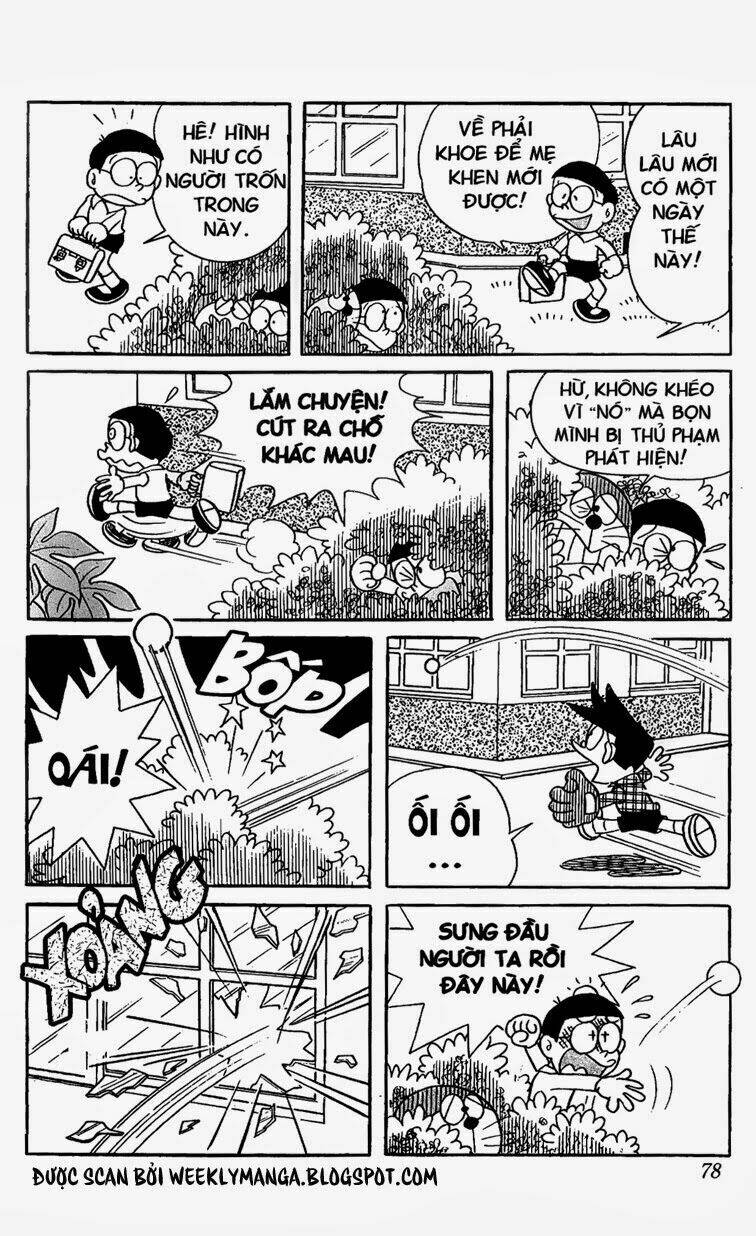 LÂU
LÂU MỚI
CÓ MỘT
NGÀY
THẾ
NÀY!
VỀ PHẢI
KHOE ĐỂ MẸ
KHEN MỚI
ĐƯỢC!
HÊ! HÌNH
NHƯ CÓ
NGƯỜI TRỐN
TRONG
NÀY.
HỪ, KHÔNG KHÉO
VÌ “NÓ” MÀ BỌN
MÌNH BỊ THỦ PHẠM
PHÁT HIỆN!
LẮM CHUYỆN!
CÚT RA CHỐ
KHÁC MAU!
ỐI ỐI
...
BỐP!
QÁI!
SƯNG ĐẦU
NGƯỜI TA RỒI
ĐÂY NÀY!
XOẢNG
ĐƯỢC SCAN BỞI WEEKLYMANGA.BLOGSPOT.COM
78